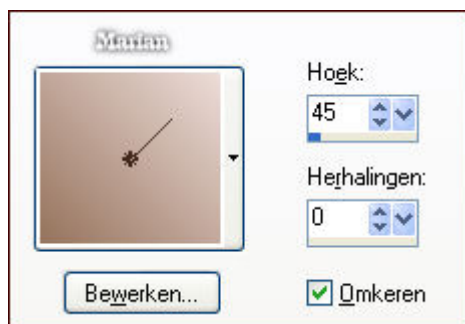 Marian
Hoek:
45
Herhalingen:
0
Bewerken...
Omkeren